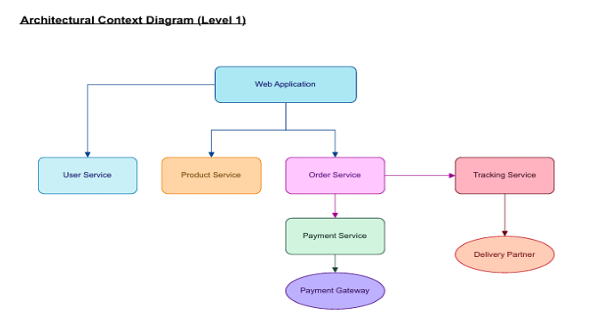 Architectural Context Diagram (Level 1)
Web Application
User Service
Product Service
Order Service
Tracking Service
Payment Service
Delivery Partner
Payment Gateway